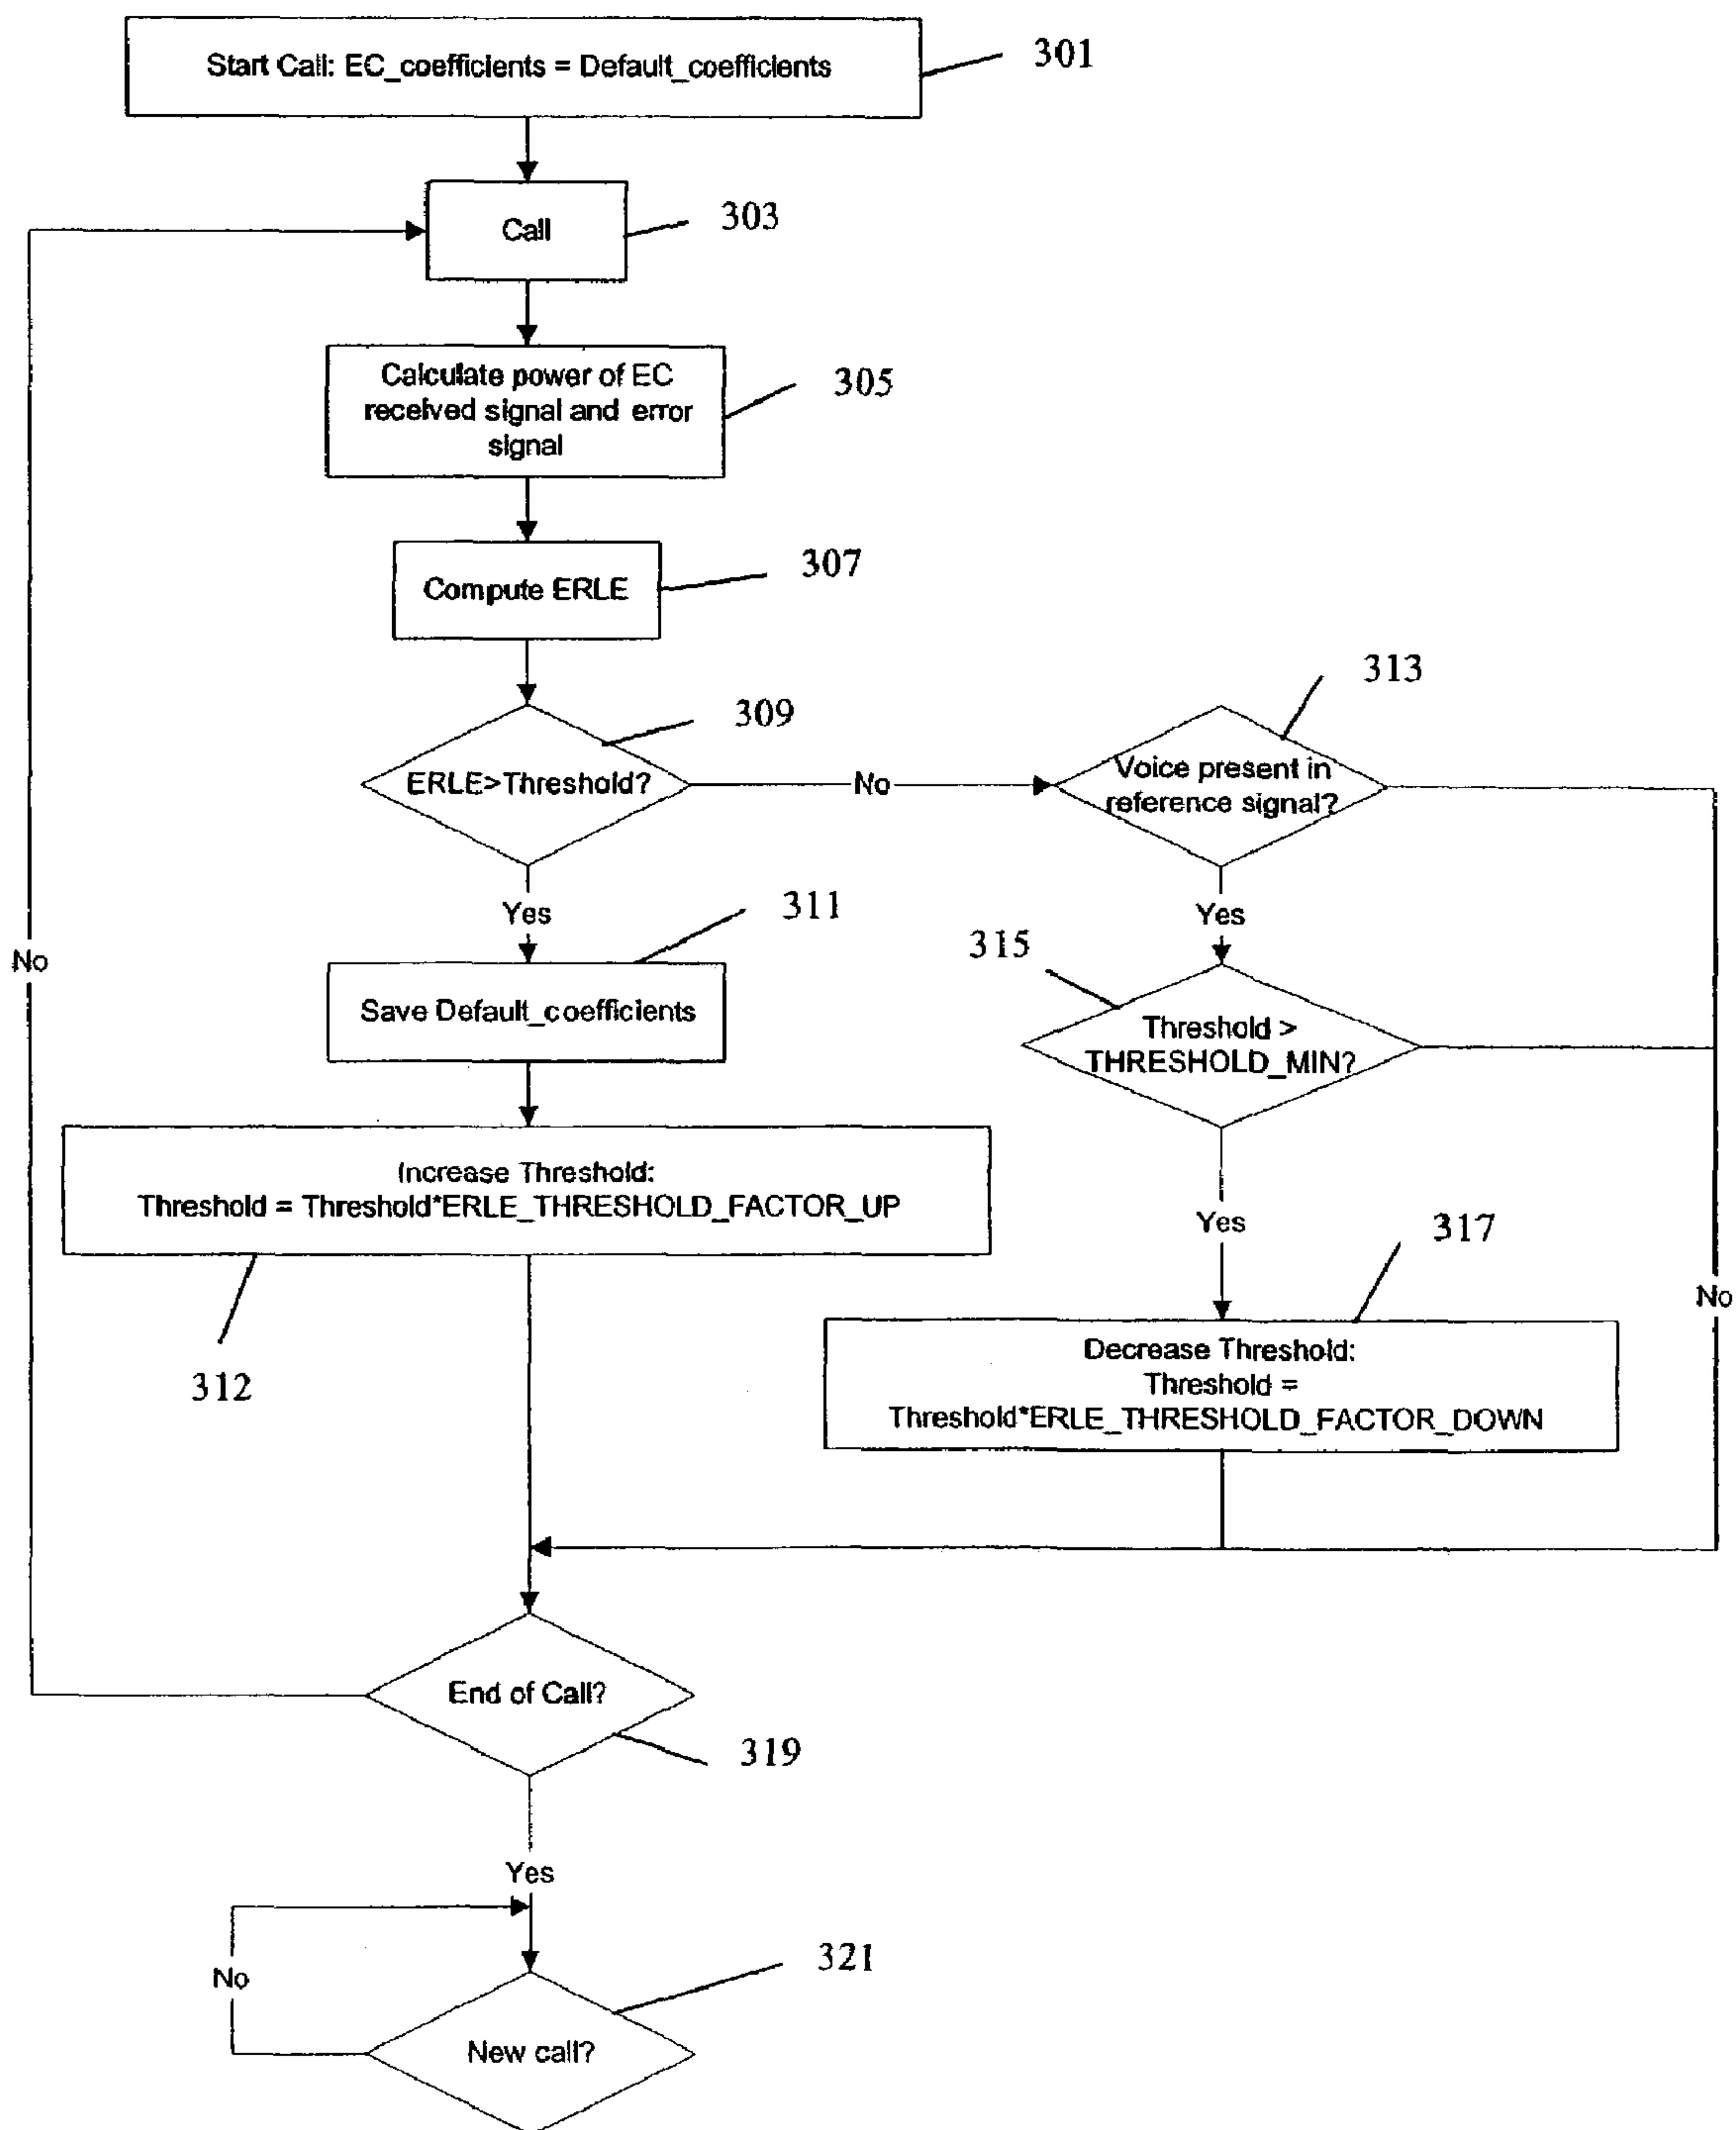 Start Call: EC_coefficients = Default_coefficients
301
Call
303
Calculate power of EC
received signal and error
signal
305
Compute ERLE
307
ERLE>Threshold?
309
No
Voice present in
reference signal?
313
Yes
Yes
311
315
No
Save Default_coefficients
Threshold >
THRESHOLD_MIN?
Increase Threshold:
Threshold = Threshold*ERLE_THRESHOLD_FACTOR_UP
312
Yes
317
No
Decrease Threshold:
Threshold =
Threshold*ERLE_THRESHOLD_FACTOR_DOWN
End of Call?
319
Yes
No
321
New call?